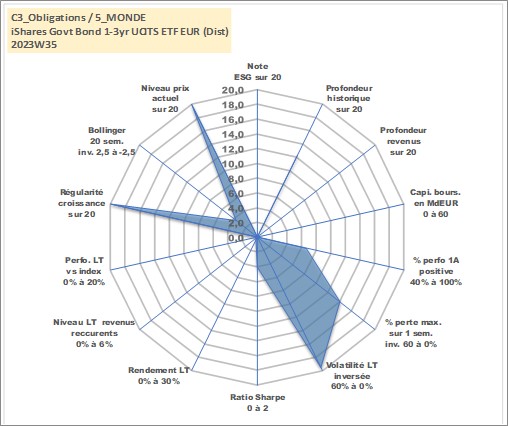 C3_Obligations / 5_MONDE
iShares Govt Bond 1-3yr UCITS ETF EUR (Dist)
2023W35
Note
ESG sur 20
Profondeur
historique
sur 20
Profondeur
revenus
sur 20
Capi. bours.
en MdEUR
0 à 60
% perfo 1A
positive
40% à 100%
% perte max.
sur 1 sem.
inv. 60 à 0%
Volatilité LT
inversée
60% à 0%
Ratio Sharpe
0 à 2
Rendement LT
0% à 30%
Niveau LT revenus
reccurents
0% à 6%
Perfo. LT
vs index
0% à 20%
Régularité
croissance
sur 20
Bollinger
20 sem.
inv. 2,5 à -2,5
Niveau prix
actuel
sur 20
20,0
18,0
16,0
14,0
12,0
10,0
8,0
6,0
4,0
2,0
0,0